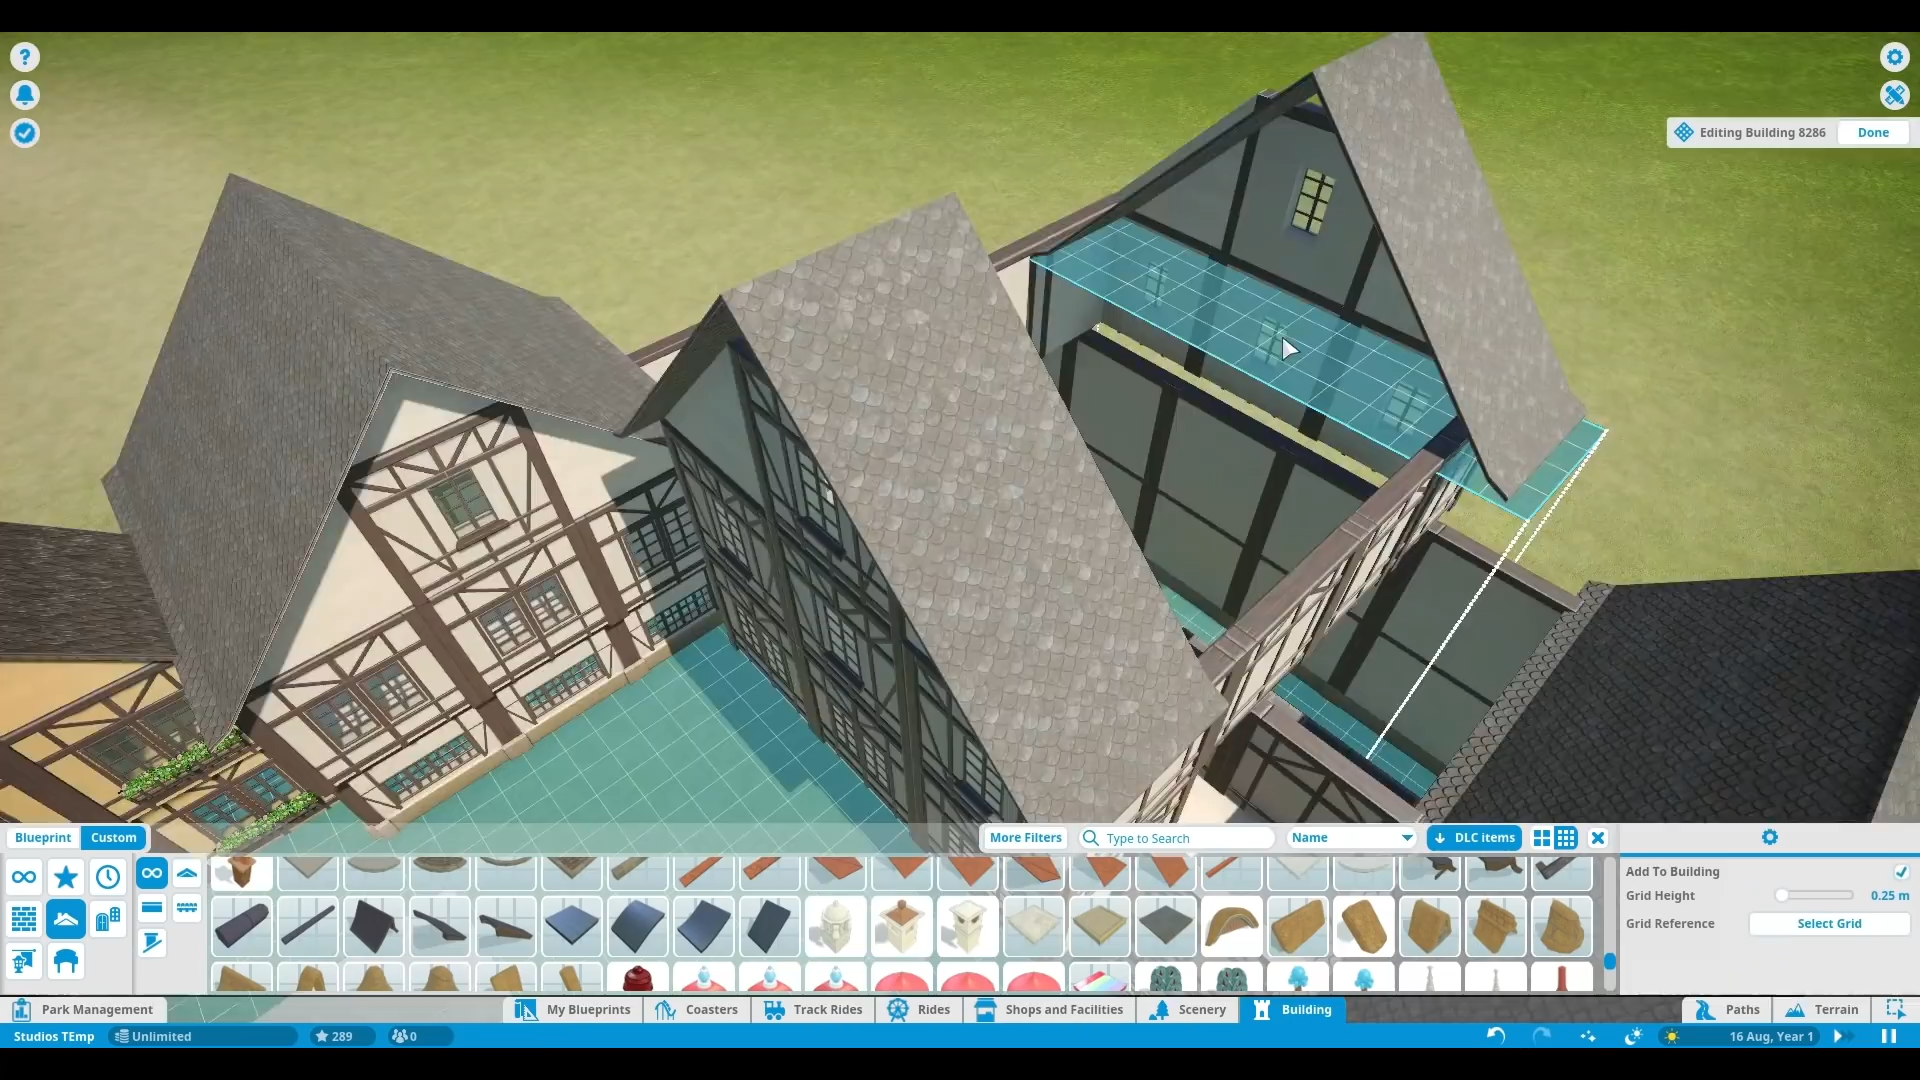 ?
Editing Building 8286
Done
Blueprint
Custom
More Filters
Type to Search
Name
DLC items
Add To Building
Grid Height
0.25 m
Grid Reference
Select Grid
Park Management
My Blueprints
Coasters
Track Rides
Rides
Shops and Facilities
Scenery
Building
Paths
Terrain
Studios TEmp
Unlimited
289
0
16 Aug, Year 1